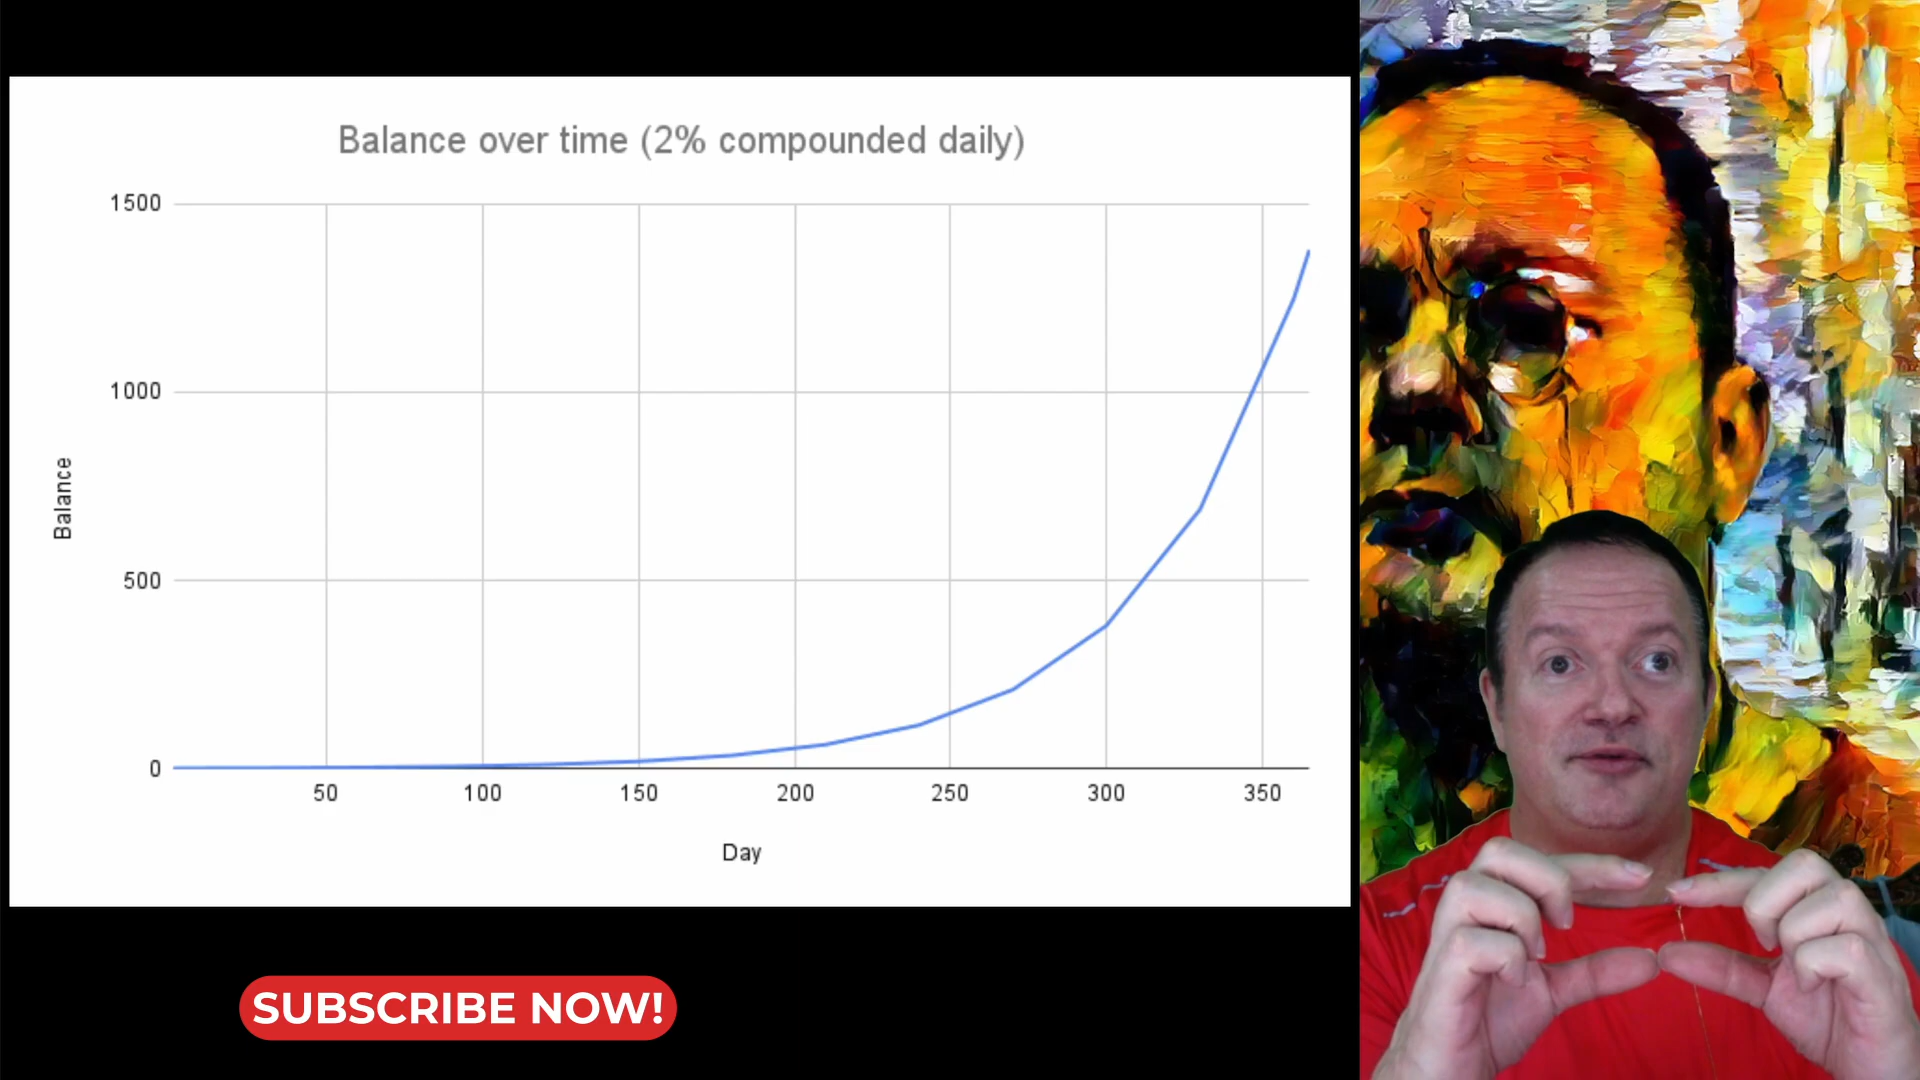 Balance over time (2% compounded daily)
1500
1000
500
0
Balance
50 100 150 200 250 300 350
Day
SUBSCRIBE NOW!